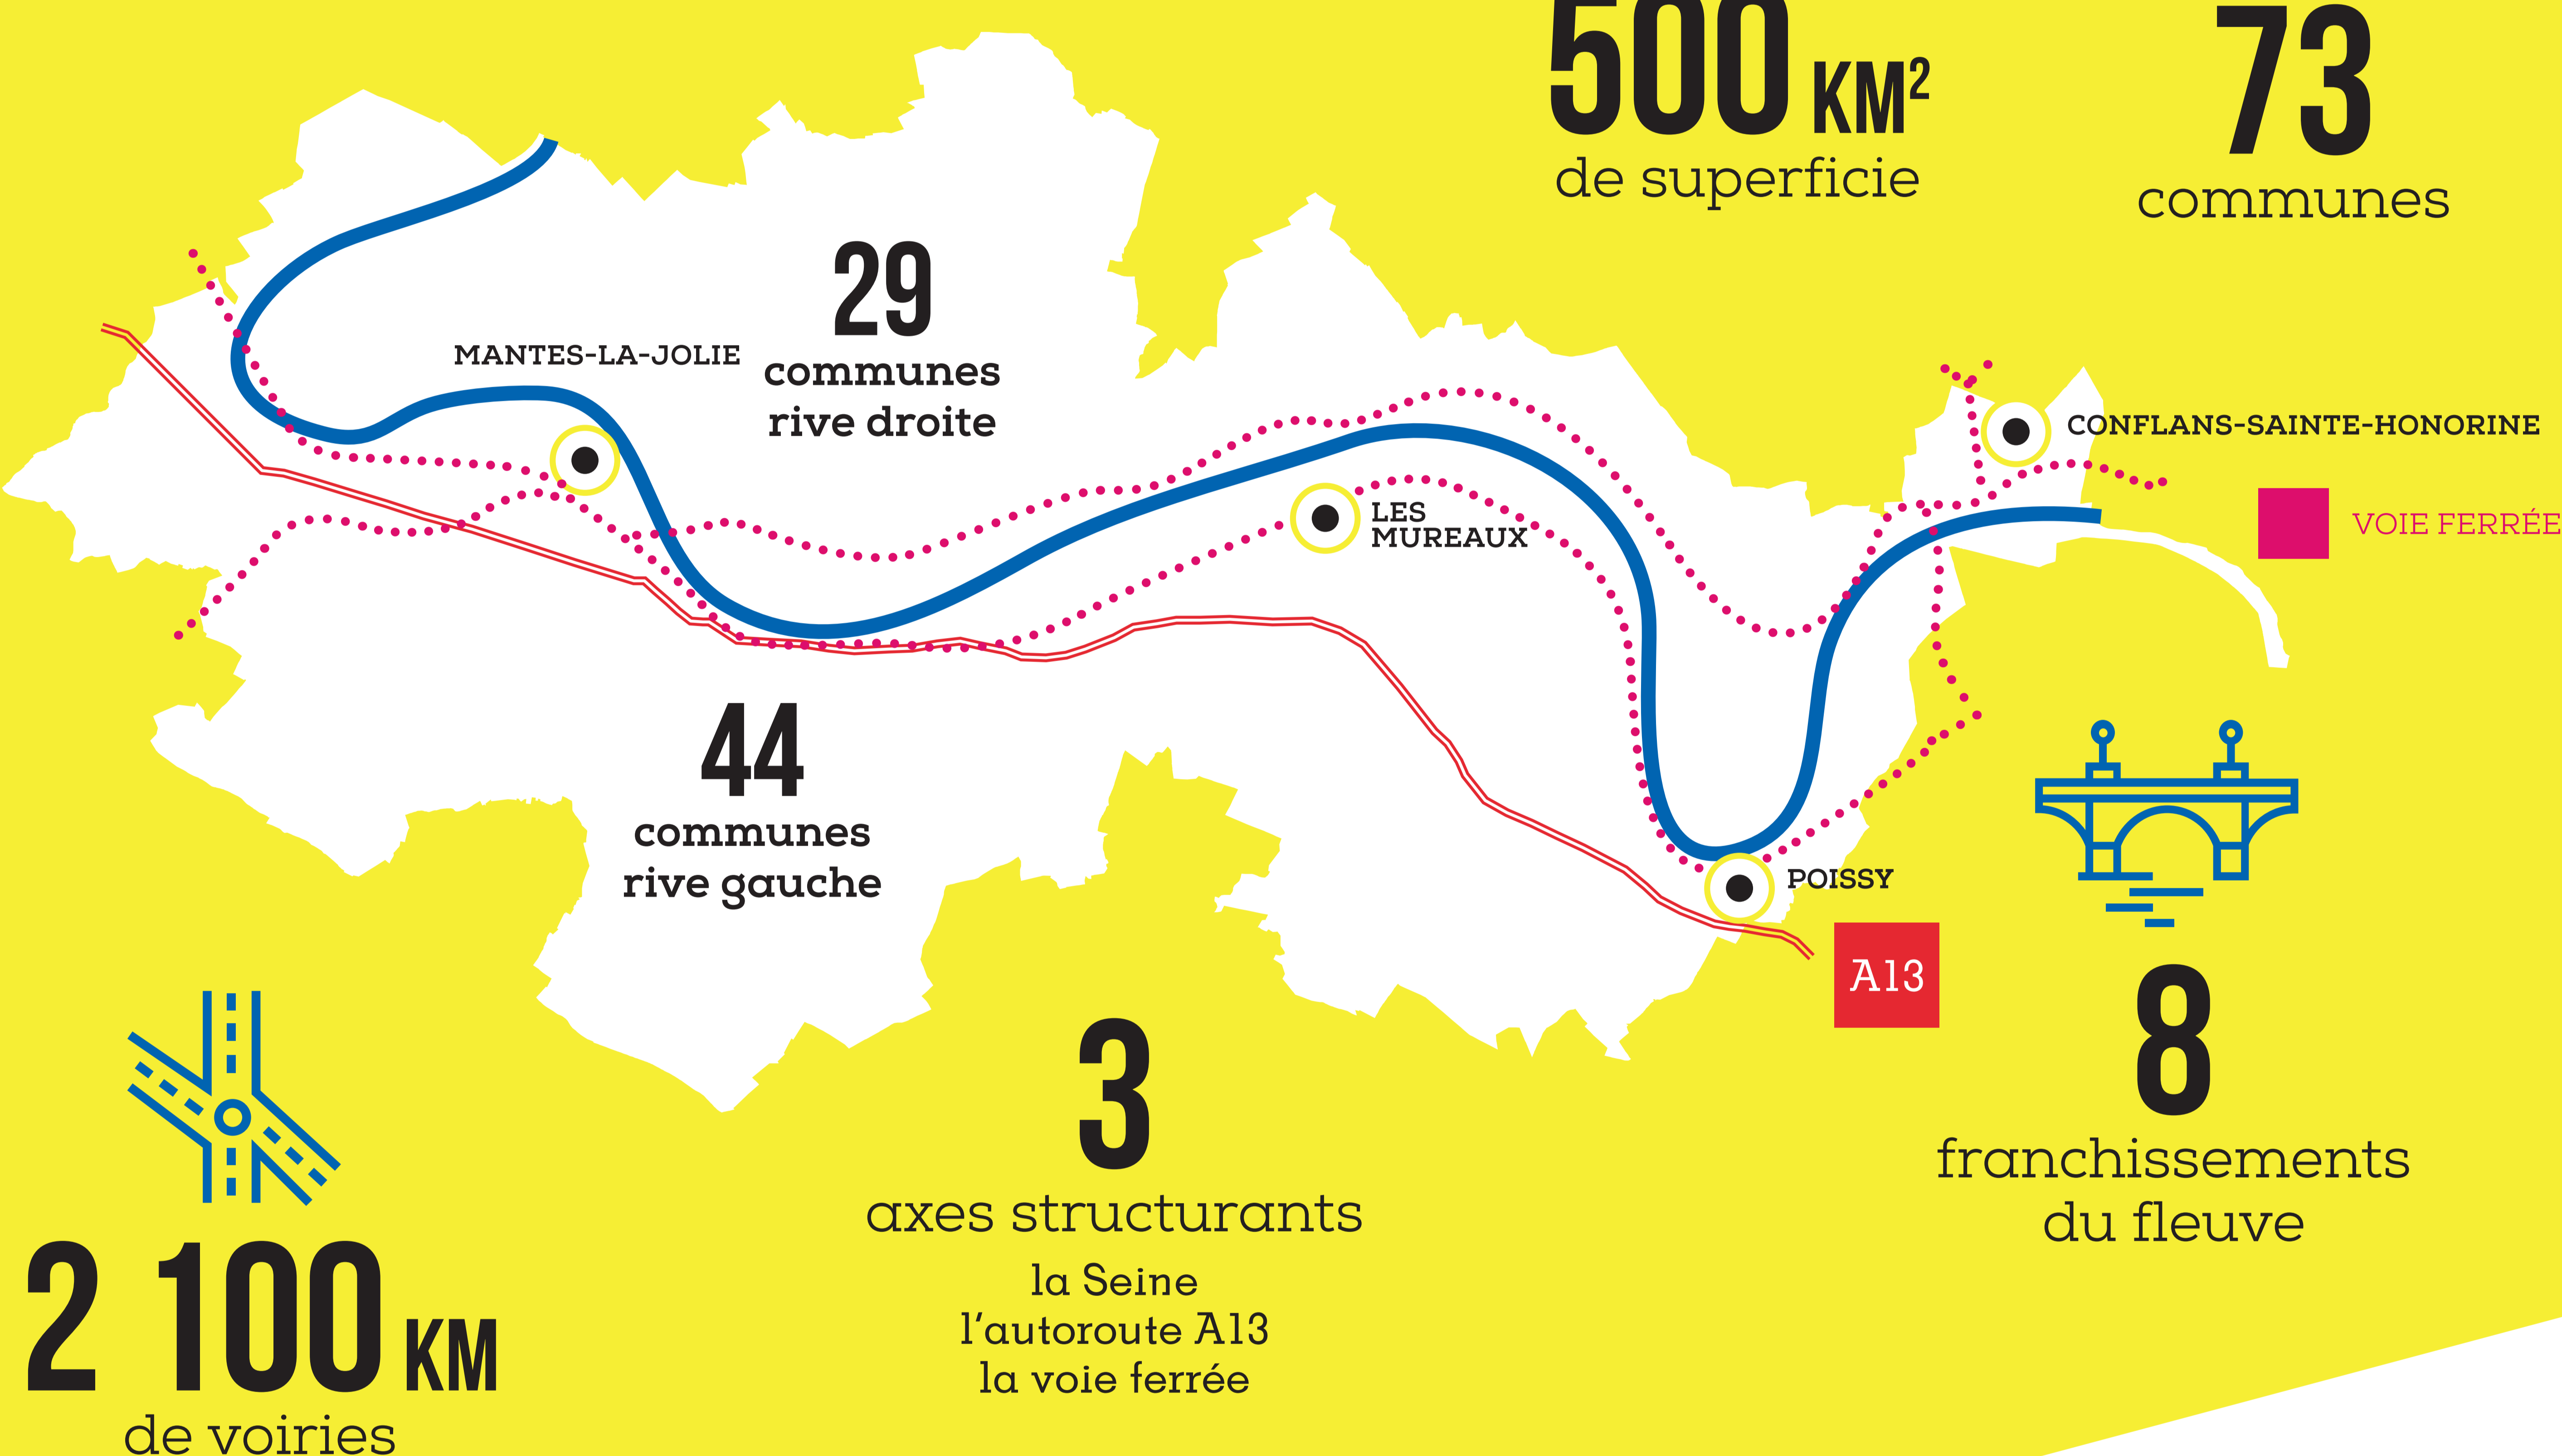 500 KM²
de superficie
73
communes
29
communes
rive droite
MANTES-LA-JOLIE
CONFLANS-SAINTE-HONORINE
VOIE FERRÉE
LES
MUREAUX
44
communes
rive gauche
POISSY
A13
8
franchissements
du fleuve
3
axes structurants
la Seine
l'autoroute A13
la voie ferrée
2 100 KM
de voiries